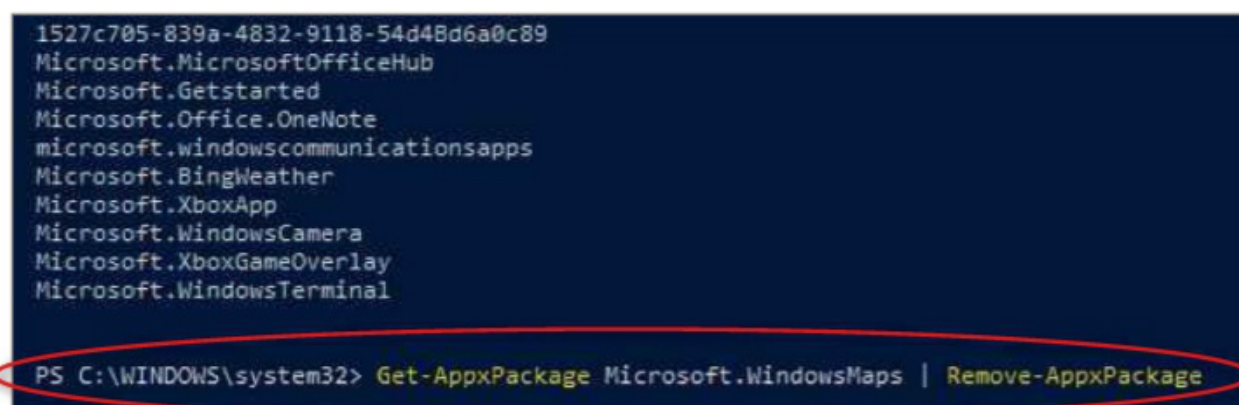 1527c705-839a-4832-9118-54d48d6a0c89
Microsoft.MicrosoftOfficeHub
Microsoft.Getstarted
Microsoft.Office.OneNote
microsoft.windowscommunicationsapps
Microsoft.BingWeather
Microsoft.XboxApp
Microsoft.WindowsCamera
Microsoft.XboxGameOverlay
Microsoft.WindowsTerminal
PS C:\WINDOWS\system32> Get-AppxPackage Microsoft.WindowsMaps | Remove-AppxPackage